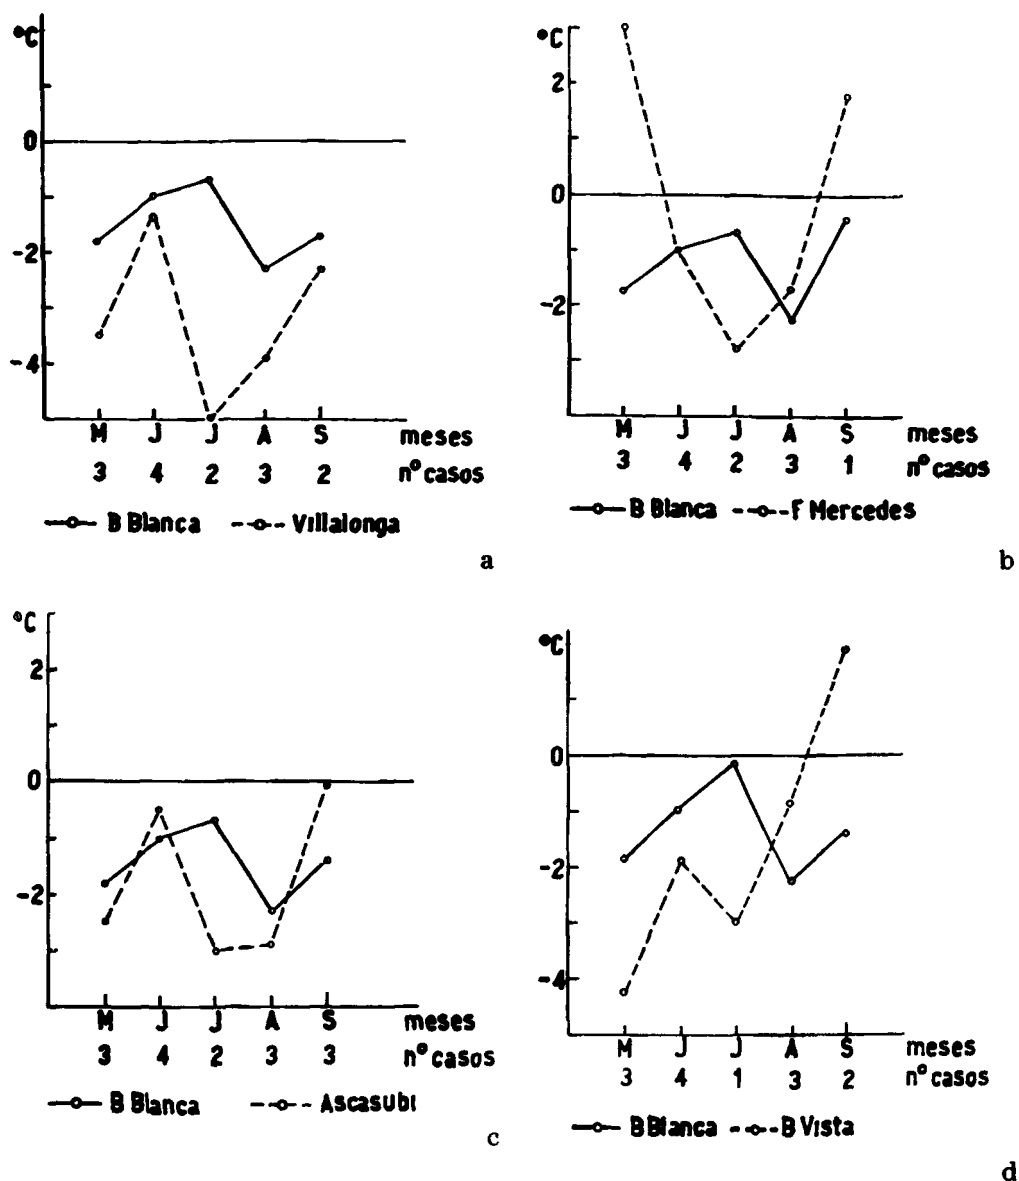 °C
0
-2
-4
M J J A S meses
3 4 2 3 2 nº casos
B Blanca Villalonga
a
°C
2
0
-2
M J J A S meses
3 4 2 3 1 nº casos
B Blanca F Mercedes
b
°C
2
0
-2
M J J A S meses
3 4 2 3 3 nº casos
B Blanca Ascasubi
c
°C
0
-2
-4
M J J A S meses
3 4 1 3 2 nº casos
B Blanca B Vista
d